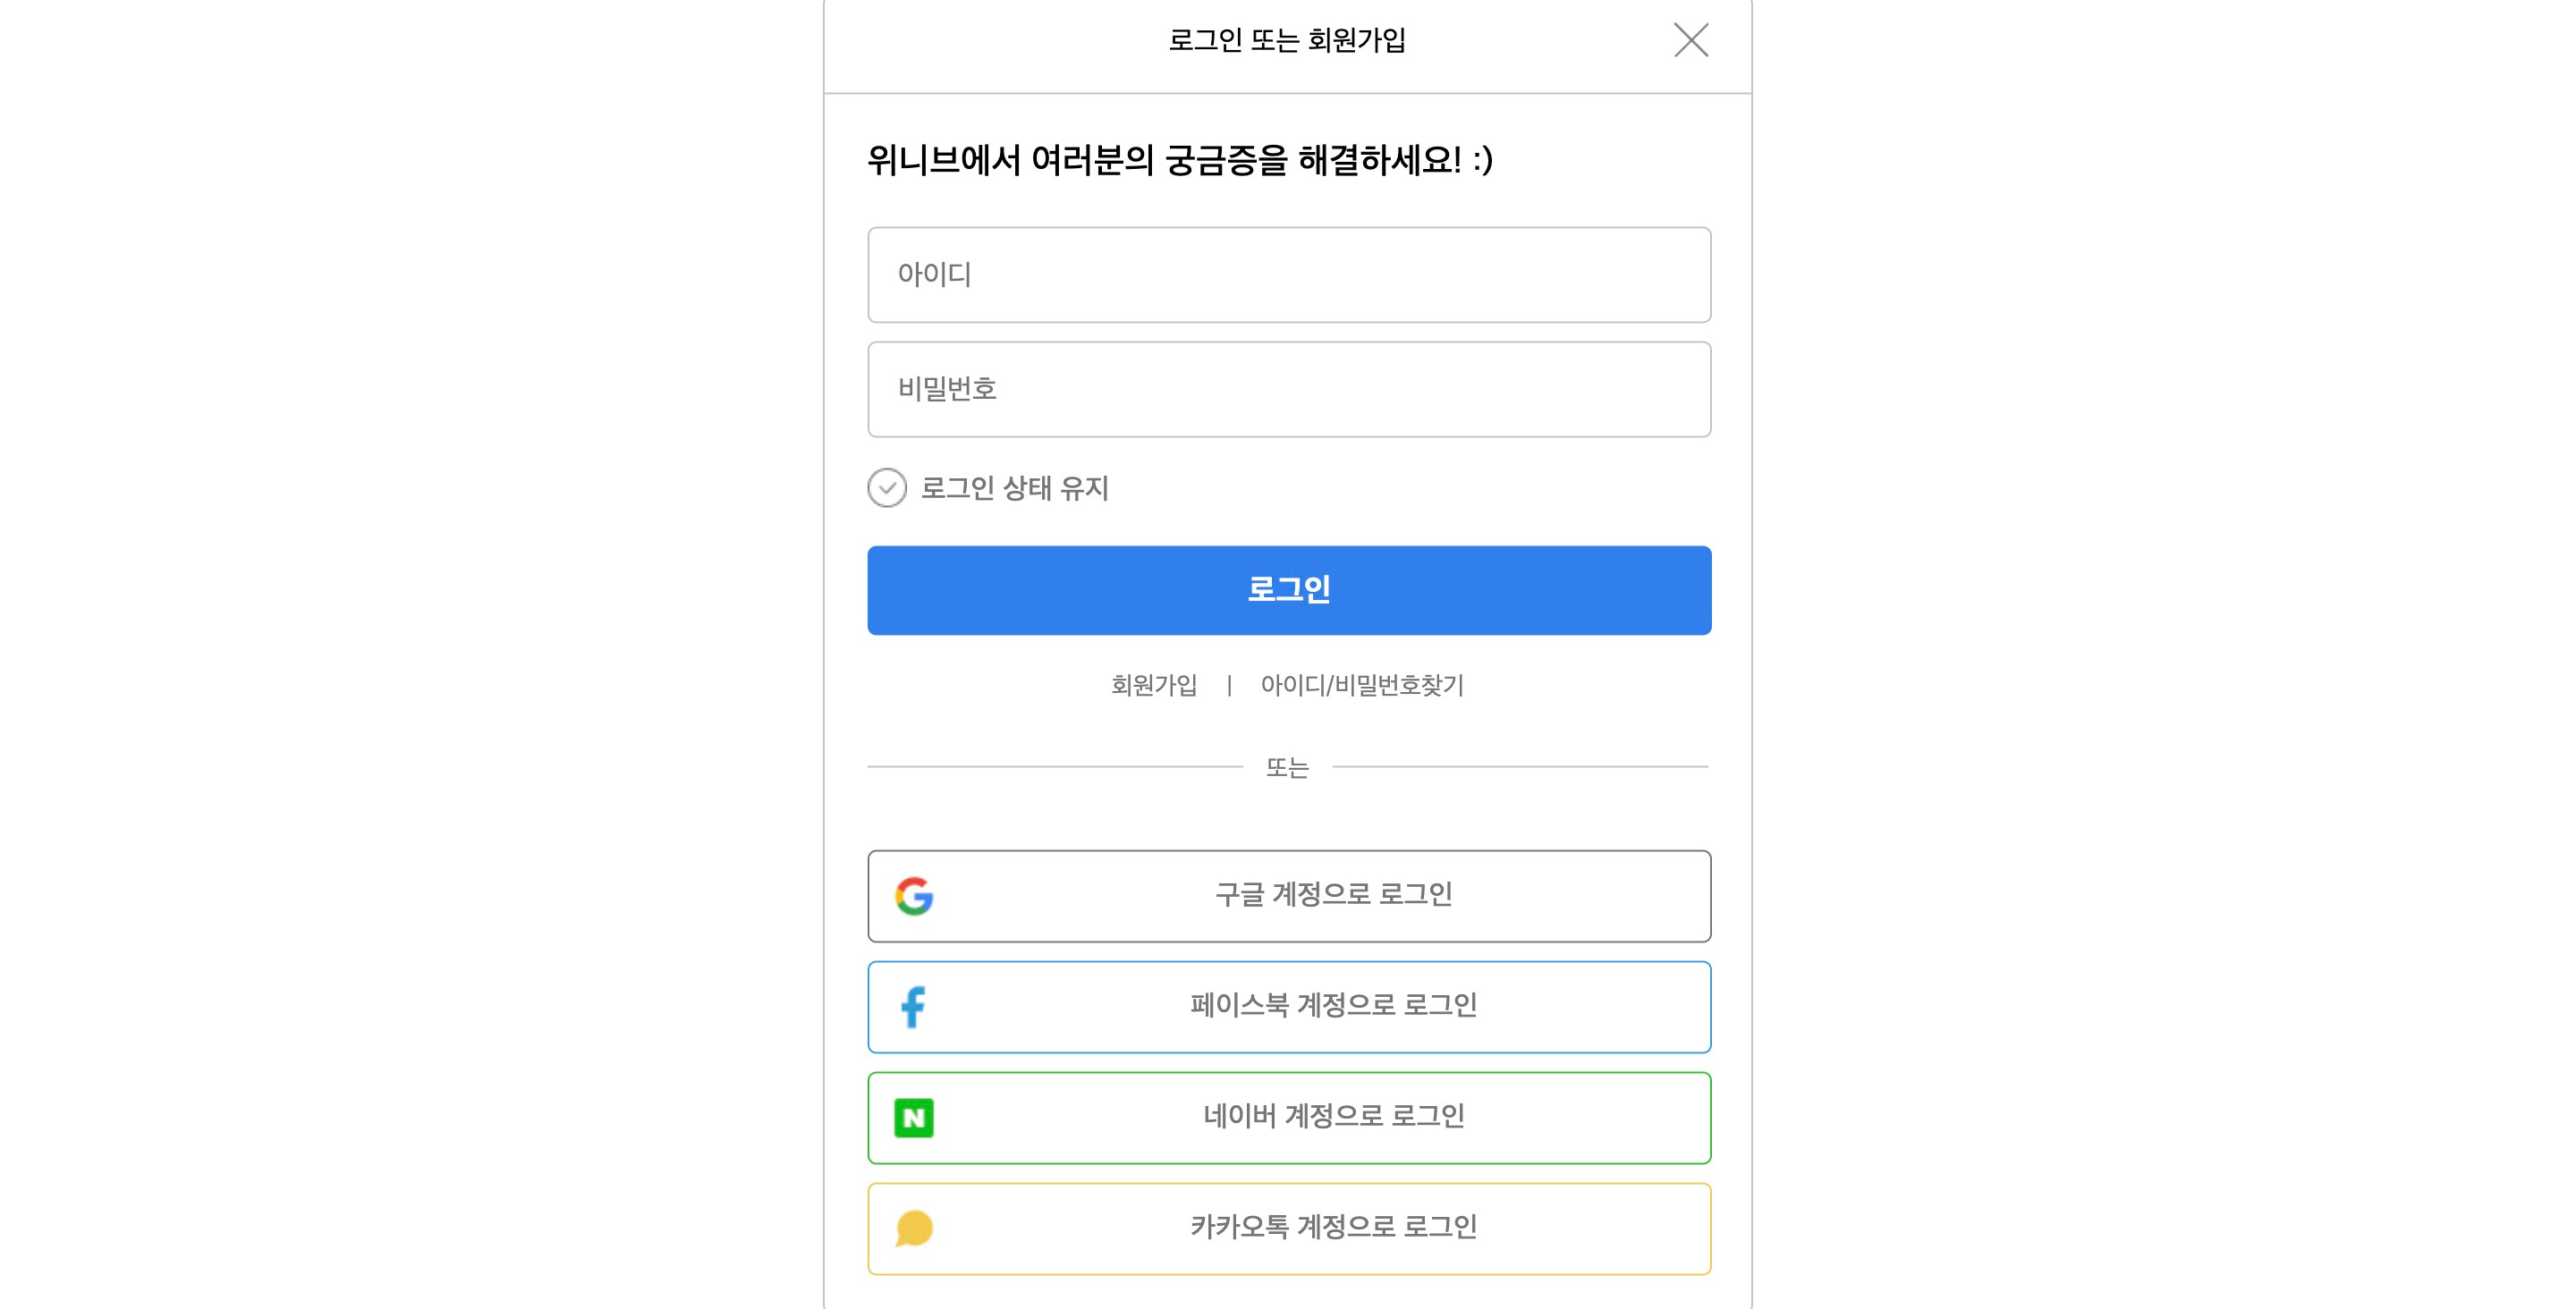 로그인 또는 회원가입
위니브에서 여러분의 궁금증을 해결하세요! :)
아이디
비밀번호
로그인 상태 유지
로그인
회원가입 | 아이디/비밀번호찾기
또는
구글 계정으로 로그인
페이스북 계정으로 로그인
네이버 계정으로 로그인
카카오톡 계정으로 로그인